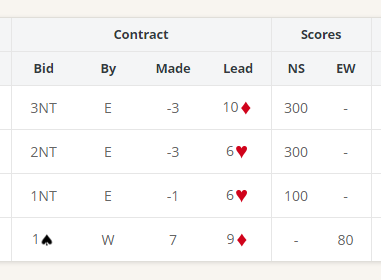 Contract Scores
Bid By Made Lead NS EW
3NT E -3 10♦ 300 -
2NT E -3 6♥ 300 -
1NT E -1 6♥ 100 -
1♠ W 7 9♦ - 80